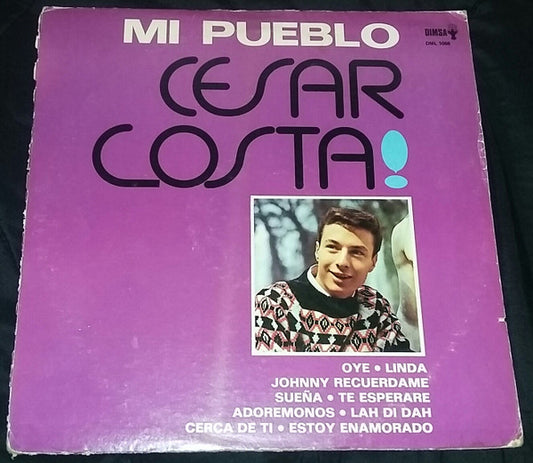 MI PUEBLO
DIMSA
DML 1068
CESAR
COSTA!
OYE • LINDA
JOHNNY RECUERDAME
SUEÑA • TE ESPERARE
ADOREMONOS • LAH DI DAH
CERCA DE TI • ESTOY ENAMORADO